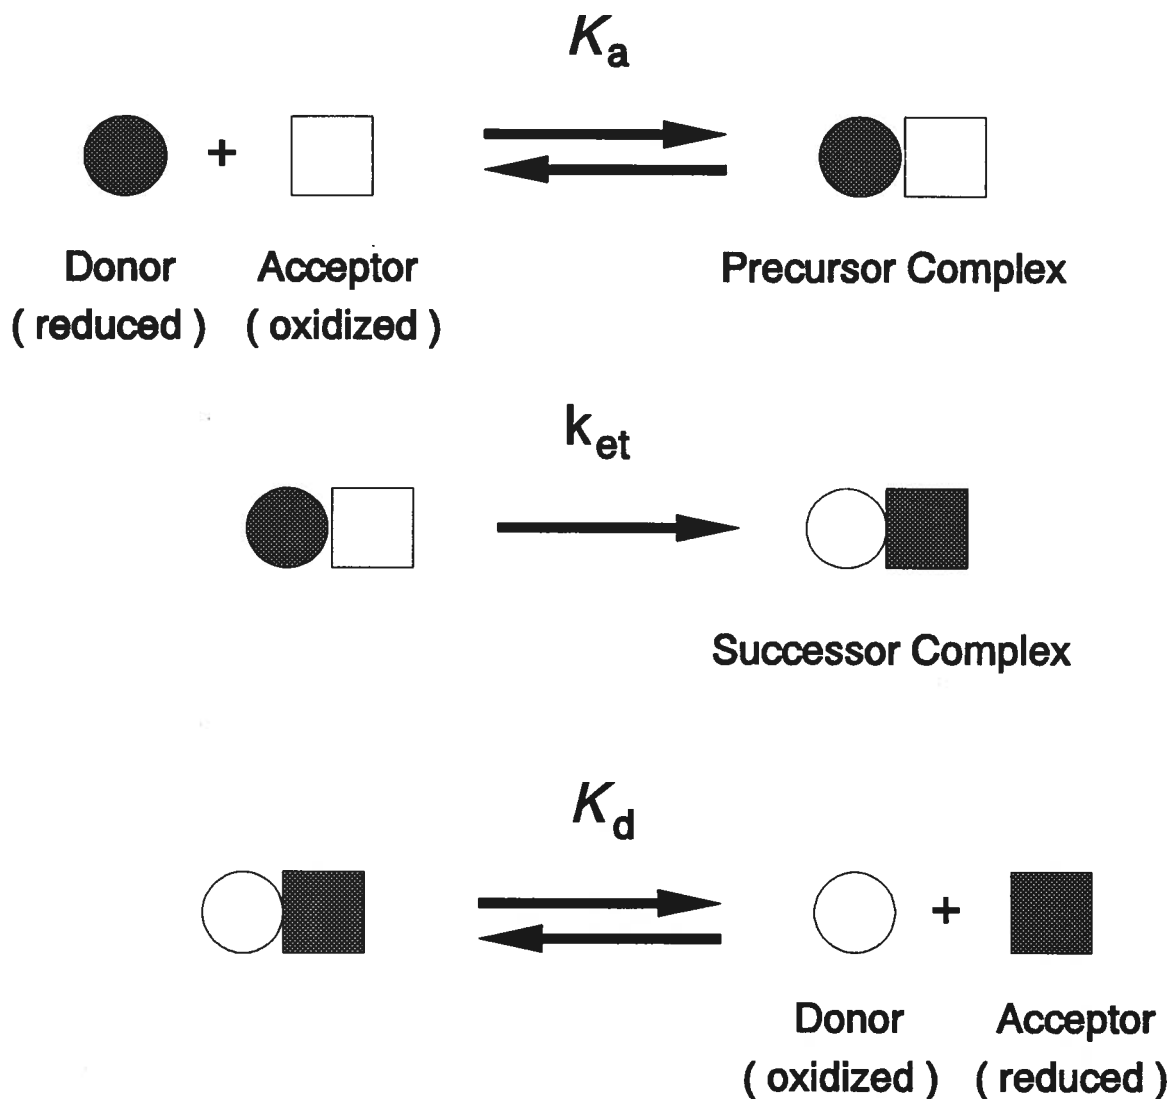 Ka
+
Donor Acceptor Precursor Complex
( reduced ) ( oxidized )
ket
Successor Complex
Kd
+
Donor Acceptor
( oxidized ) ( reduced )